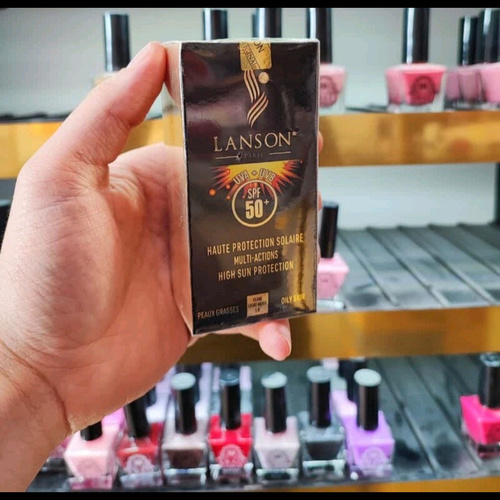 LANSON
PARIS
UVA + UVB
SPF
50+
HAUTE PROTECTION SOLAIRE
MULTI-ACTIONS
HIGH SUN PROTECTION
PEAUX GRASSES
OILY SKIN